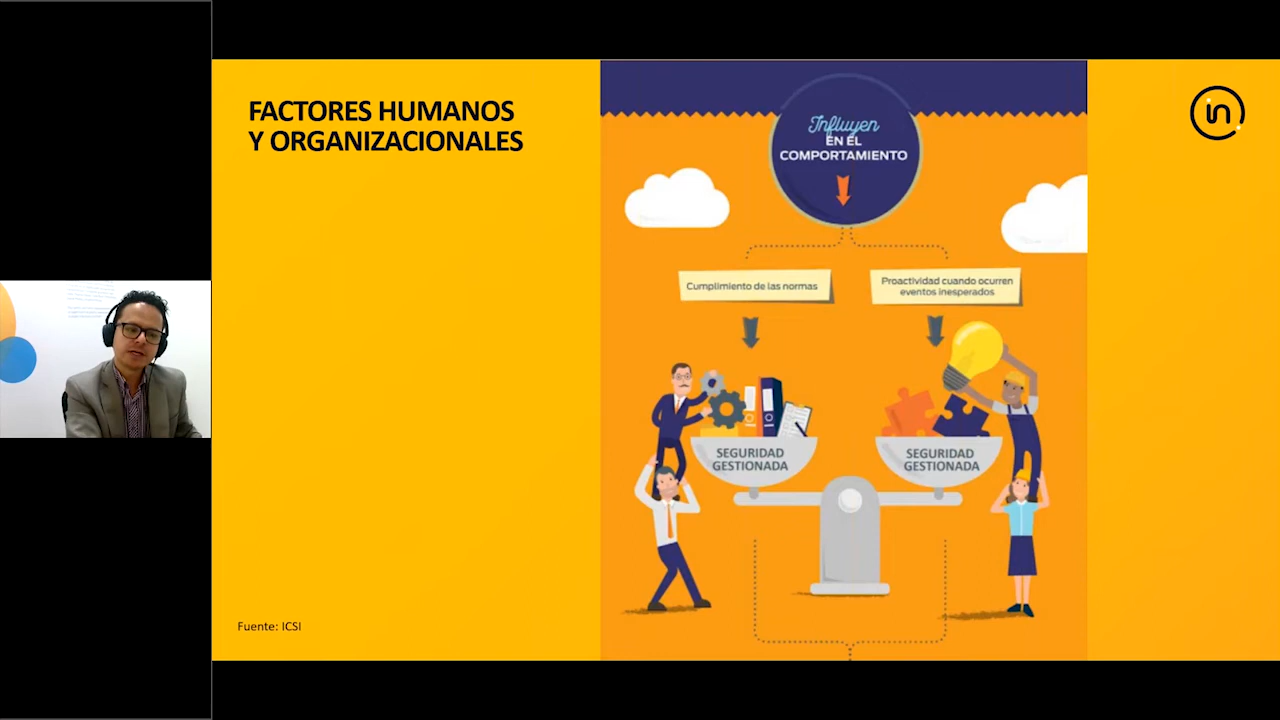 FACTORES HUMANOS
Y ORGANIZACIONALES
in
Influyen
EN EL
COMPORTAMIENTO
Cumplimiento de las normas
Proactividad cuando ocurren
eventos inesperados
SEGURIDAD
GESTIONADA
SEGURIDAD
GESTIONADA
Fuente: ICSI